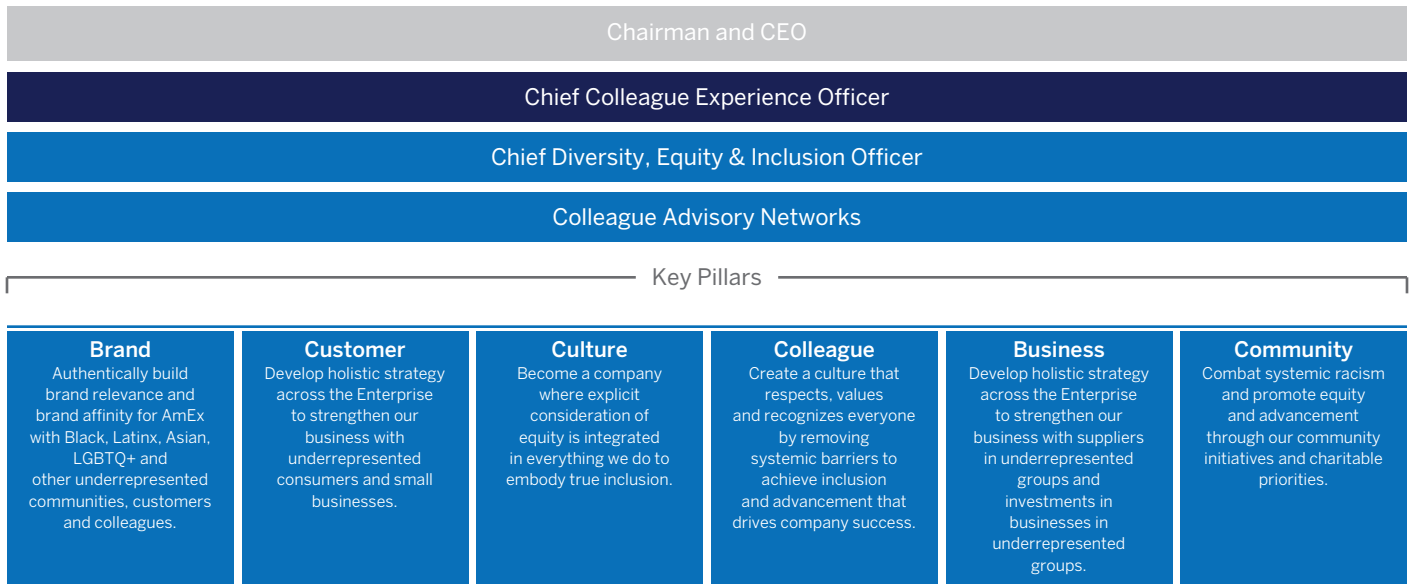 Chairman and CEO
Chief Colleague Experience Officer
Chief Diversity, Equity & Inclusion Officer
Colleague Advisory Networks
Key Pillars
Brand
Authentically build
brand relevance and
brand affinity for AmEx
with Black, Latinx, Asian,
LGBTQ+ and
other underrepresented
communities, customers
and colleagues.
Customer
Develop holistic strategy
across the Enterprise
to strengthen our
business with
underrepresented
consumers and small
businesses.
Culture
Become a company
where explicit
consideration of
equity is integrated
in everything we do to
embody true inclusion.
Colleague
Create a culture that
respects, values
and recognizes everyone
by removing
systemic barriers to
achieve inclusion
and advancement that
drives company success.
Business
Develop holistic strategy
across the Enterprise
to strengthen our
business with suppliers
in underrepresented
groups and
investments in
businesses in
underrepresented
groups.
Community
Combat systemic racism
and promote equity
and advancement
through our community
initiatives and charitable
priorities.